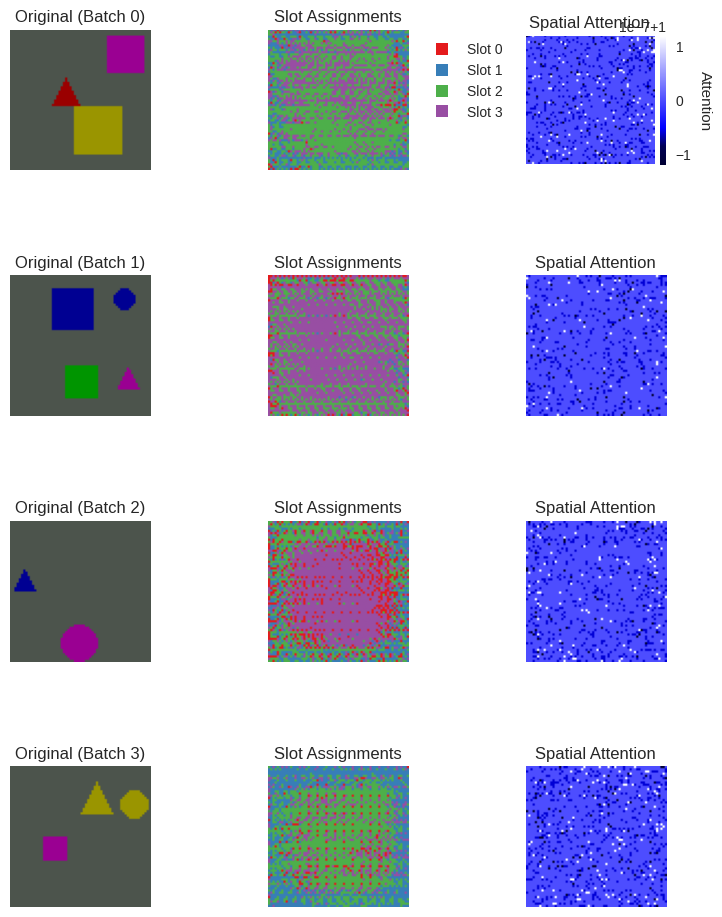 Original (Batch 0)
Slot Assignments
Slot 0
Slot 1
Slot 2
Slot 3
Spatial Attention
1e−7+1
1
0
−1
Attention
Original (Batch 1)
Slot Assignments
Spatial Attention
Original (Batch 2)
Slot Assignments
Spatial Attention
Original (Batch 3)
Slot Assignments
Spatial Attention